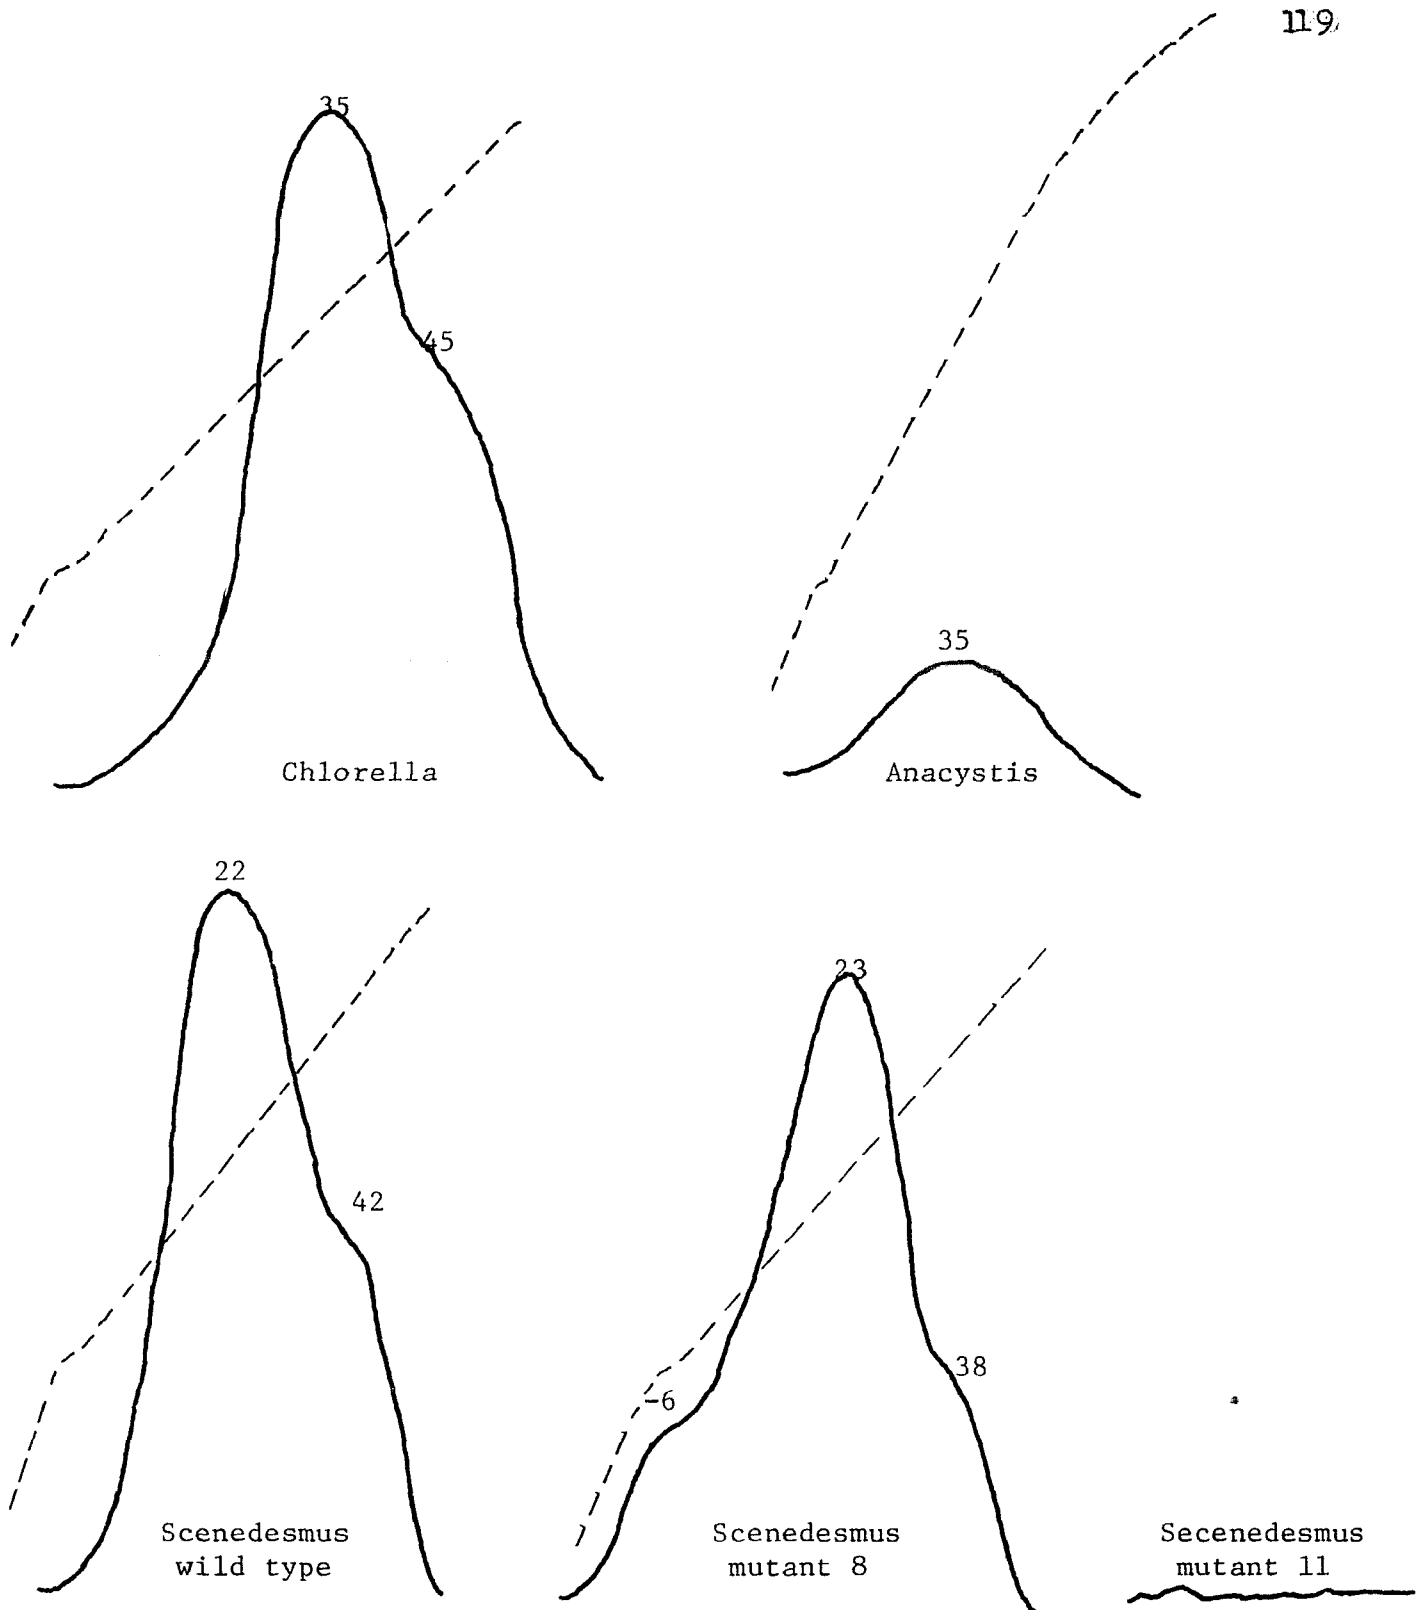 119
35
45
Chlorella
35
Anacystis
22
42
Scenedesmus
wild type
23
-6
38
Scenedesmus
mutant 8
Secenedesmus
mutant 11